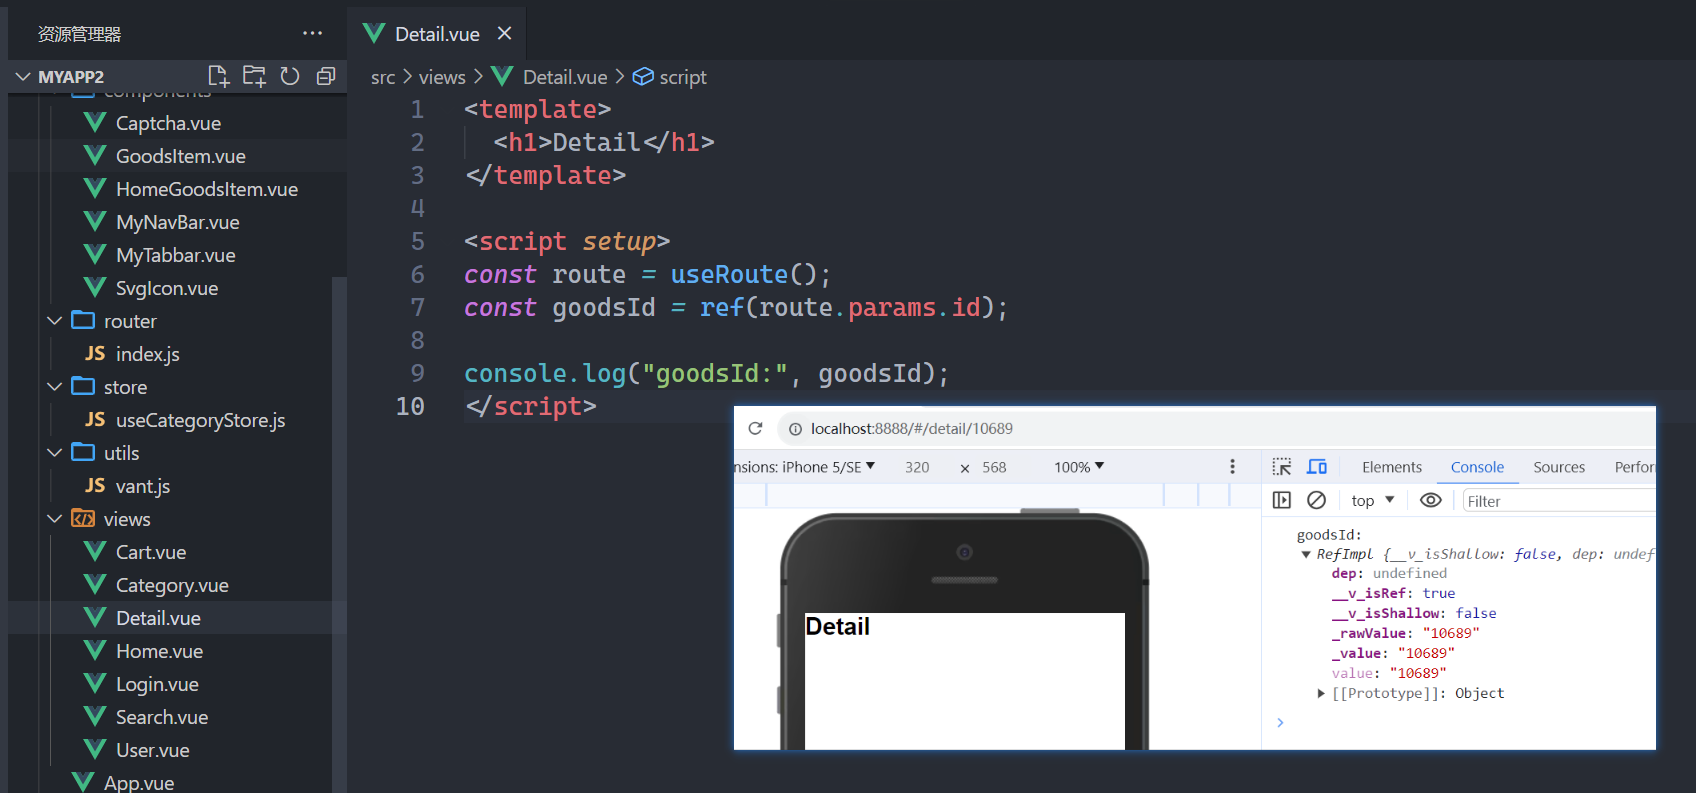 资源管理器
MYAPP2
components
Captcha.vue
GoodsItem.vue
HomeGoodsItem.vue
MyNavBar.vue
MyTabbar.vue
SvgIcon.vue
router
JS index.js
store
JS useCategoryStore.js
utils
JS vant.js
views
Cart.vue
Category.vue
Detail.vue
Home.vue
Login.vue
Search.vue
User.vue
App.vue
Detail.vue
src > views > Detail.vue > script
1 <template>
2 <h1>Detail</h1>
3 </template>
4
5 <script setup>
6 const route = useRoute();
7 const goodsId = ref(route.params.id);
8
9 console.log("goodsId:", goodsId);
10 </script>
localhost:8888/#/detail/10689
nsions: iPhone 5/SE ▼ 320 × 568 100% ▼
Elements Console Sources Perfor
top ▼ Filter
Detail
goodsId:
▼ RefImpl {__v_isShallow: false, dep: undef
dep: undefined
__v_isRef: true
__v_isShallow: false
_rawValue: "10689"
_value: "10689"
value: "10689"
▶ [[Prototype]]: Object
>